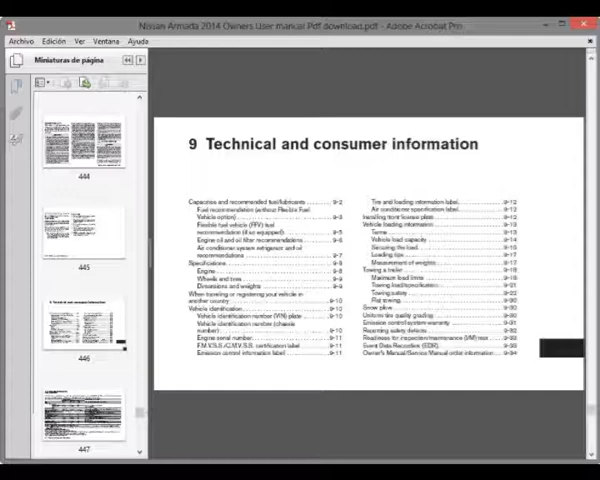 Nissan Armada 2014 Owners User manual Pdf download.pdf - Adobe Acrobat Pro
Archivo Edición Ver Ventana Ayuda
Miniaturas de página
444
445
446
447
9 Technical and consumer information
Capacities and recommended fuel/lubricants 9-2
Fuel recommendation (without Flexible Fuel
Vehicle option) 9-3
Flexible fuel vehicle (FFV) fuel
recommendation (if so equipped) 9-5
Engine oil and oil filter recommendations 9-6
Air conditioner system refrigerant and oil
recommendations 9-7
Specifications 9-8
Engine 9-8
Wheels and tires 9-9
Dimensions and weights 9-9
When traveling or registering your vehicle in
another country 9-10
Vehicle identification 9-10
Vehicle identification number (VIN) plate 9-10
Vehicle identification number (chassis
number) 9-10
Engine serial number 9-11
F.M.V.S.S./C.M.V.S.S. certification label 9-11
Emission control information label 9-11
Tire and loading information label 9-12
Air conditioner specification label 9-12
Installing front license plate 9-12
Vehicle loading information 9-13
Terms 9-13
Vehicle load capacity 9-14
Securing the load 9-15
Loading tips 9-17
Measurement of weights 9-17
Towing a trailer 9-18
Maximum load limits 9-18
Towing load/specification 9-21
Towing safety 9-22
Flat towing 9-30
Snow plow 9-30
Uniform tire quality grading 9-30
Emission control system warranty 9-31
Reporting safety defects 9-32
Readiness for inspection/maintenance (I/M) test 9-32
Event Data Recorders (EDR) 9-33
Owner's Manual/Service Manual order information 9-34